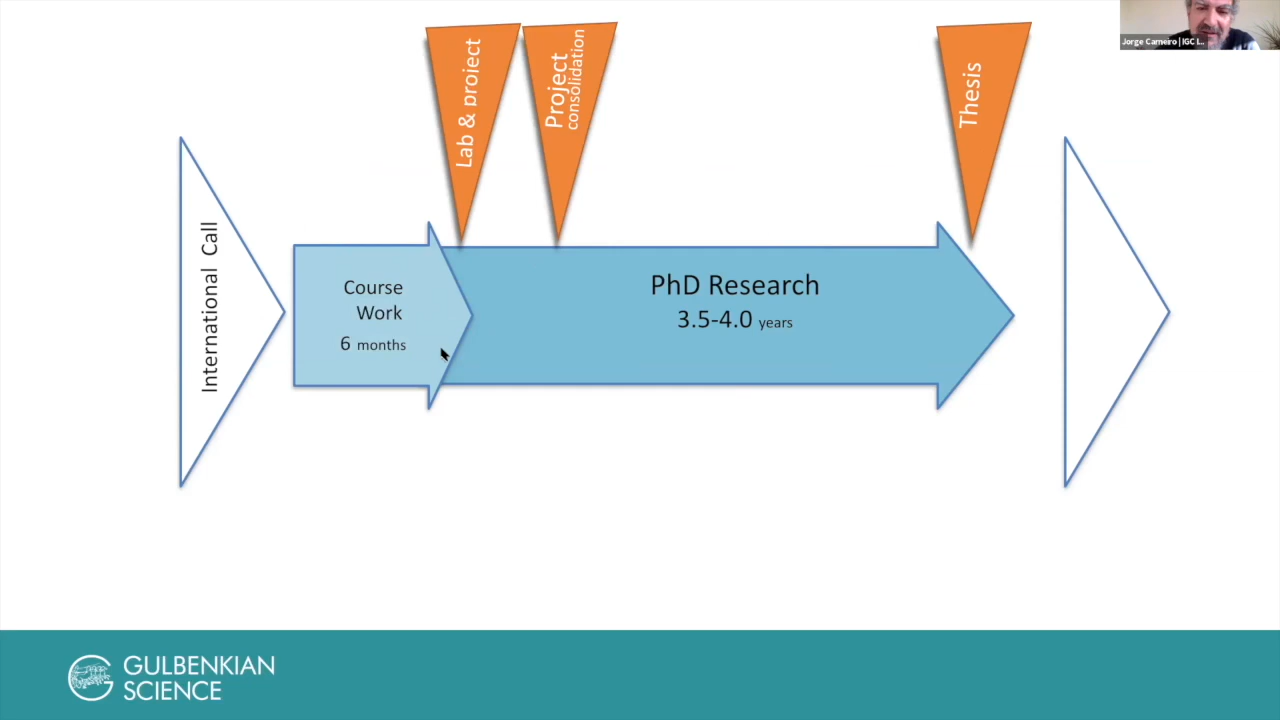 Jorge Carneiro | IGC I...
Lab & project
Project
consolidation
Thesis
International Call
Course
Work
6 months
PhD Research
3.5-4.0 years
GULBENKIAN
SCIENCE